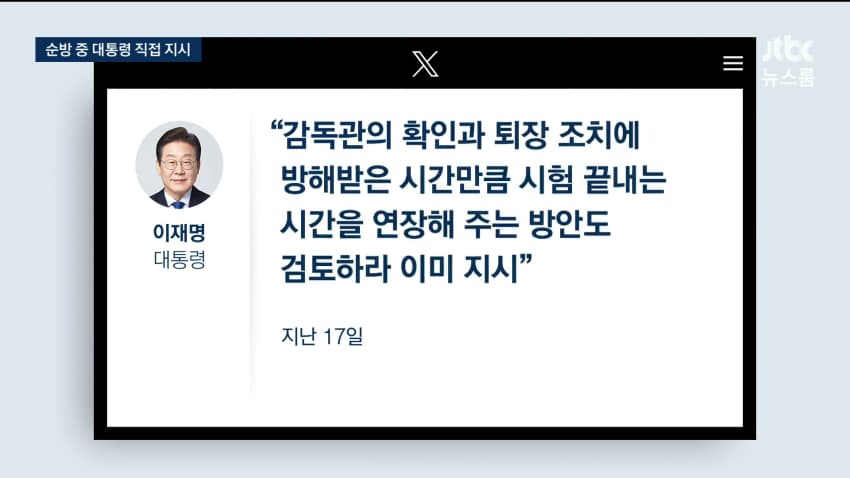 순방 중 대통령 직접 지시
jtbc
뉴스룸
X
“감독관의 확인과 퇴장 조치에
방해받은 시간만큼 시험 끝내는
시간을 연장해 주는 방안도
검토하라 이미 지시”
이재명
대통령
지난 17일